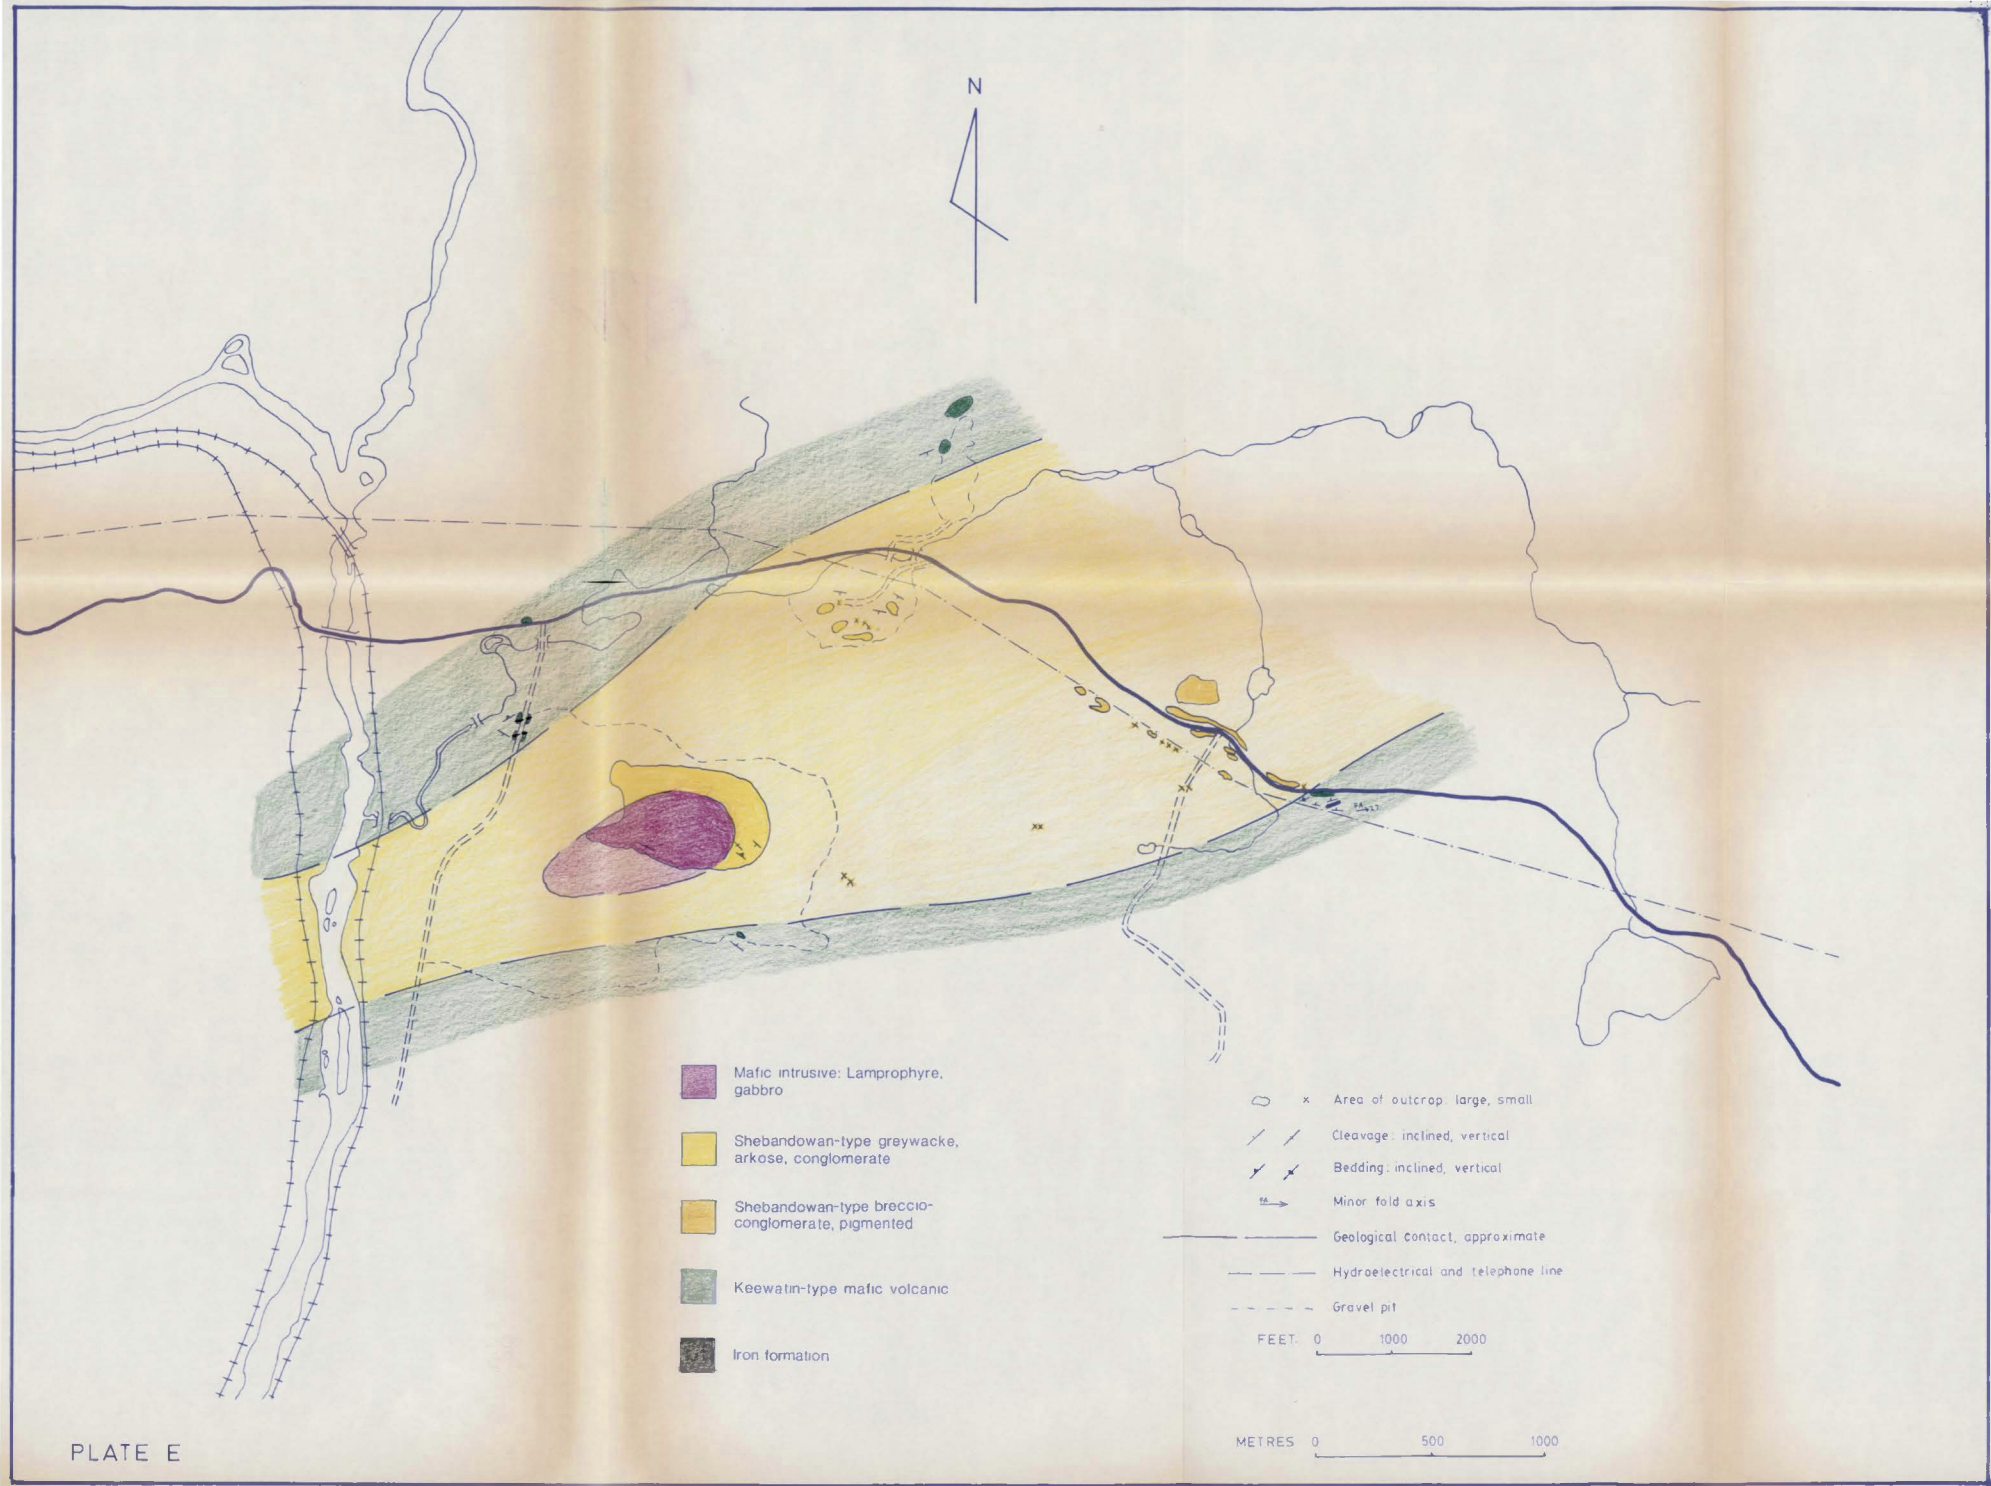 N
FA 23
Mafic intrusive: Lamprophyre,
gabbro
Shebandowan-type greywacke,
arkose, conglomerate
Shebandowan-type breccio-
conglomerate, pigmented
Keewatin-type mafic volcanic
Iron formation
x Area of outcrop: large, small
Cleavage: inclined, vertical
Bedding: inclined, vertical
FA Minor fold axis
Geological contact, approximate
Hydroelectrical and telephone line
Gravel pit
FEET 0 1000 2000
METRES 0 500 1000
PLATE E